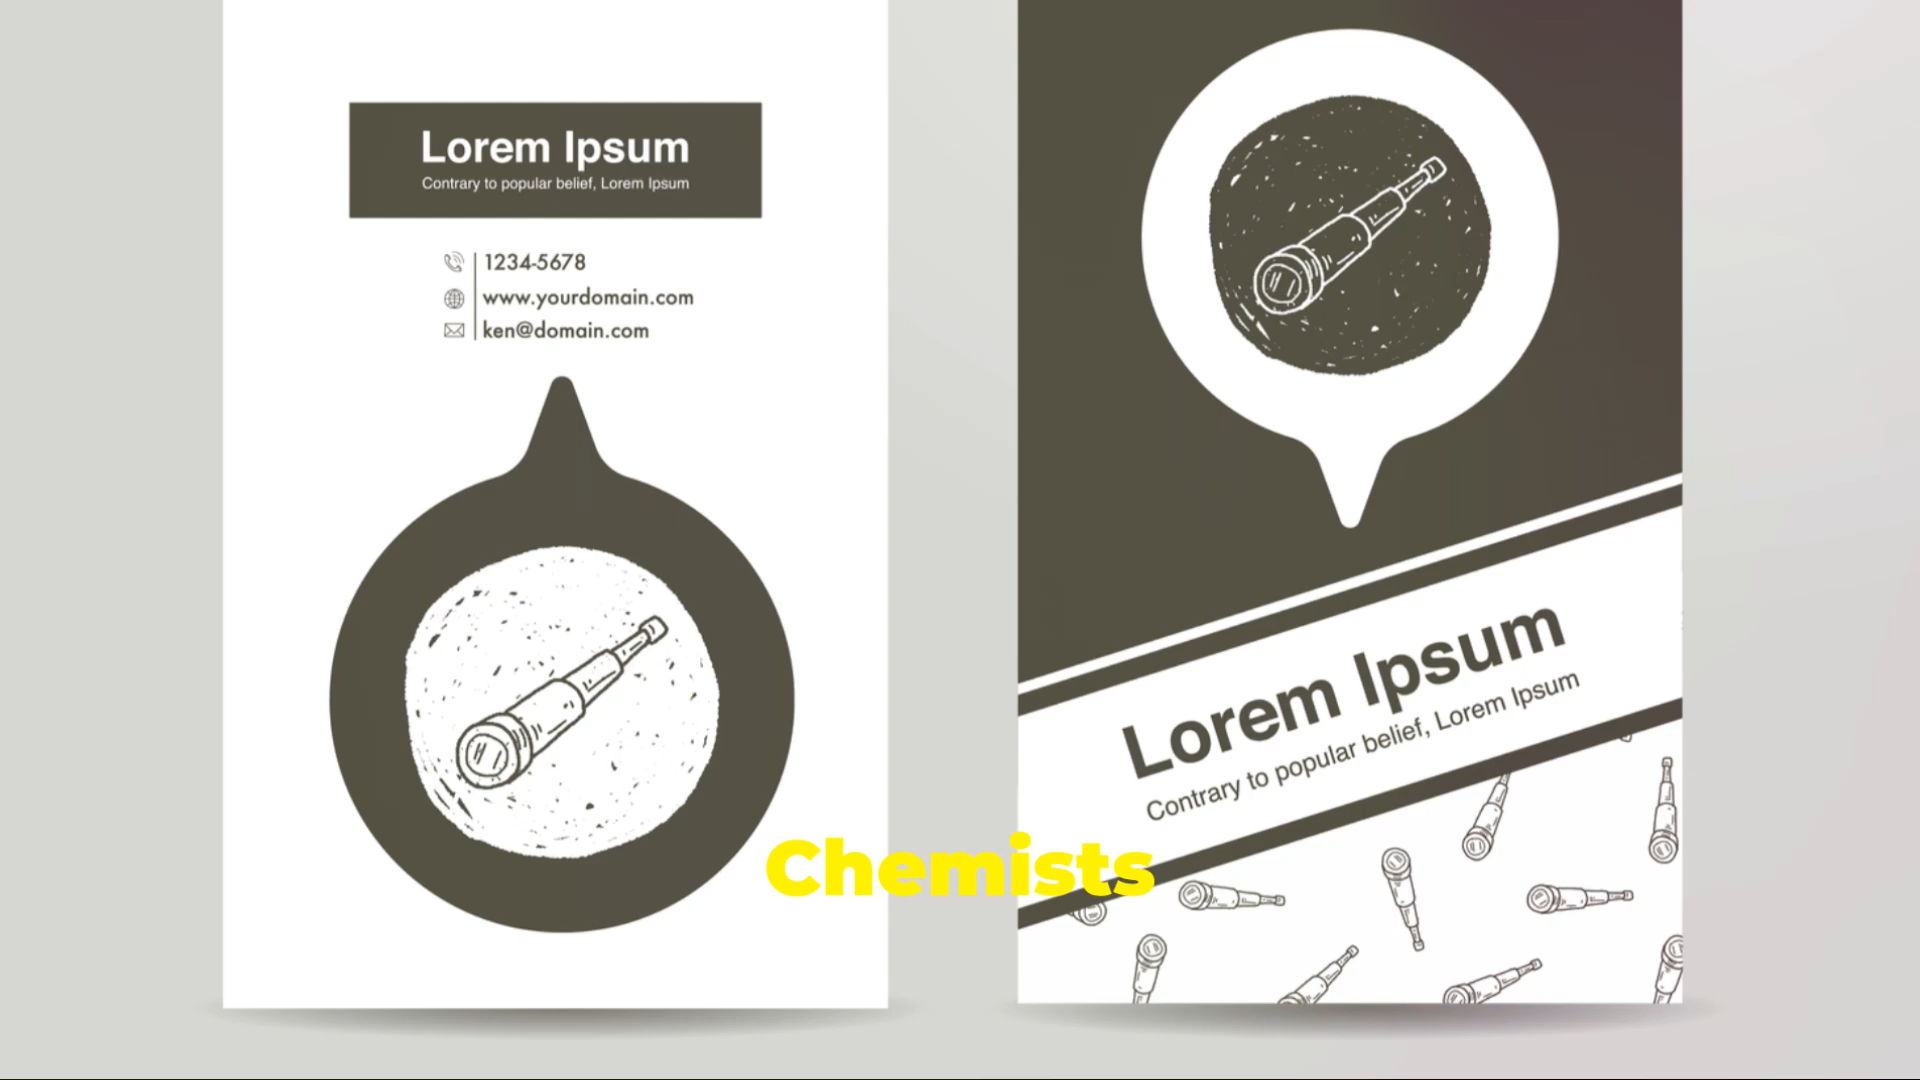 Lorem Ipsum
Contrary to popular belief, Lorem Ipsum
1234-5678
www.yourdomain.com
ken@domain.com
Lorem Ipsum
Contrary to popular belief, Lorem Ipsum
Chemists